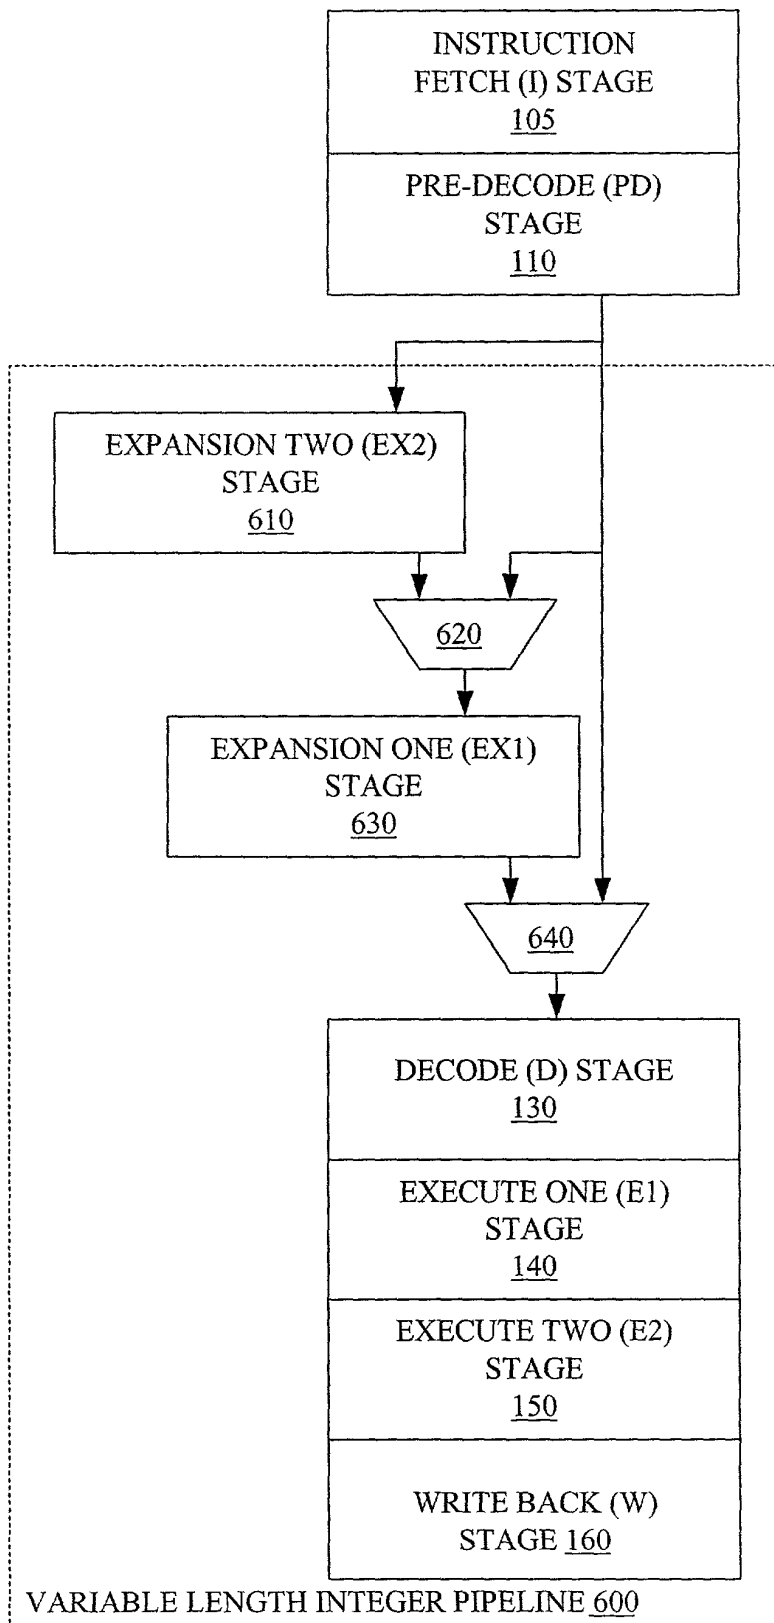 INSTRUCTION
FETCH (I) STAGE
105
PRE-DECODE (PD)
STAGE
110
EXPANSION TWO (EX2)
STAGE
610
620
EXPANSION ONE (EX1)
STAGE
630
640
DECODE (D) STAGE
130
EXECUTE ONE (E1)
STAGE
140
EXECUTE TWO (E2)
STAGE
150
WRITE BACK (W)
STAGE 160
VARIABLE LENGTH INTEGER PIPELINE 600